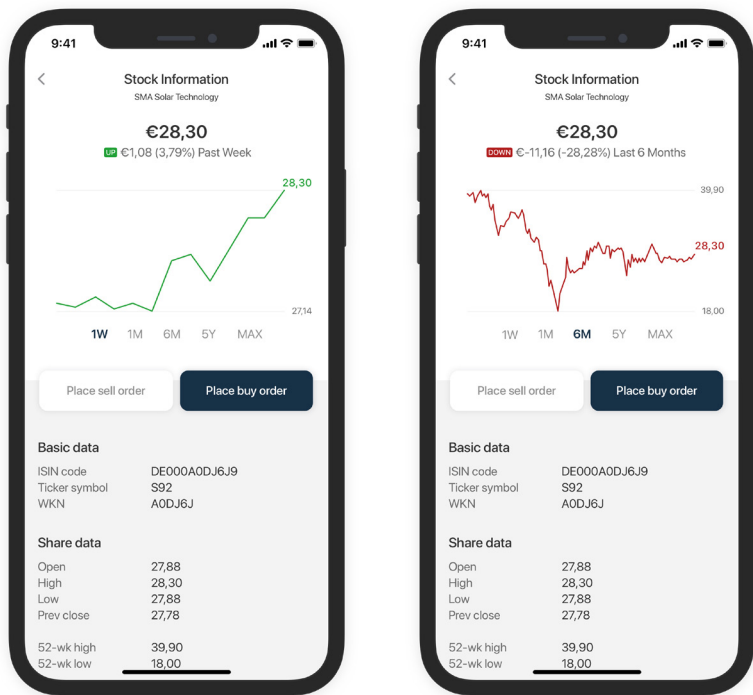 9:41
Stock Information
SMA Solar Technology
€28,30
UP €1,08 (3,79%) Past Week
28,30
27,14
1W 1M 6M 5Y MAX
Place sell order Place buy order
Basic data
ISIN code DE000A0DJ6J9
Ticker symbol S92
WKN A0DJ6J
Share data
Open 27,88
High 28,30
Low 27,88
Prev close 27,78
52-wk high 39,90
52-wk low 18,00
9:41
Stock Information
SMA Solar Technology
€28,30
DOWN €-11,16 (-28,28%) Last 6 Months
39,90
28,30
18,00
1W 1M 6M 5Y MAX
Place sell order Place buy order
Basic data
ISIN code DE000A0DJ6J9
Ticker symbol S92
WKN A0DJ6J
Share data
Open 27,88
High 28,30
Low 27,88
Prev close 27,78
52-wk high 39,90
52-wk low 18,00